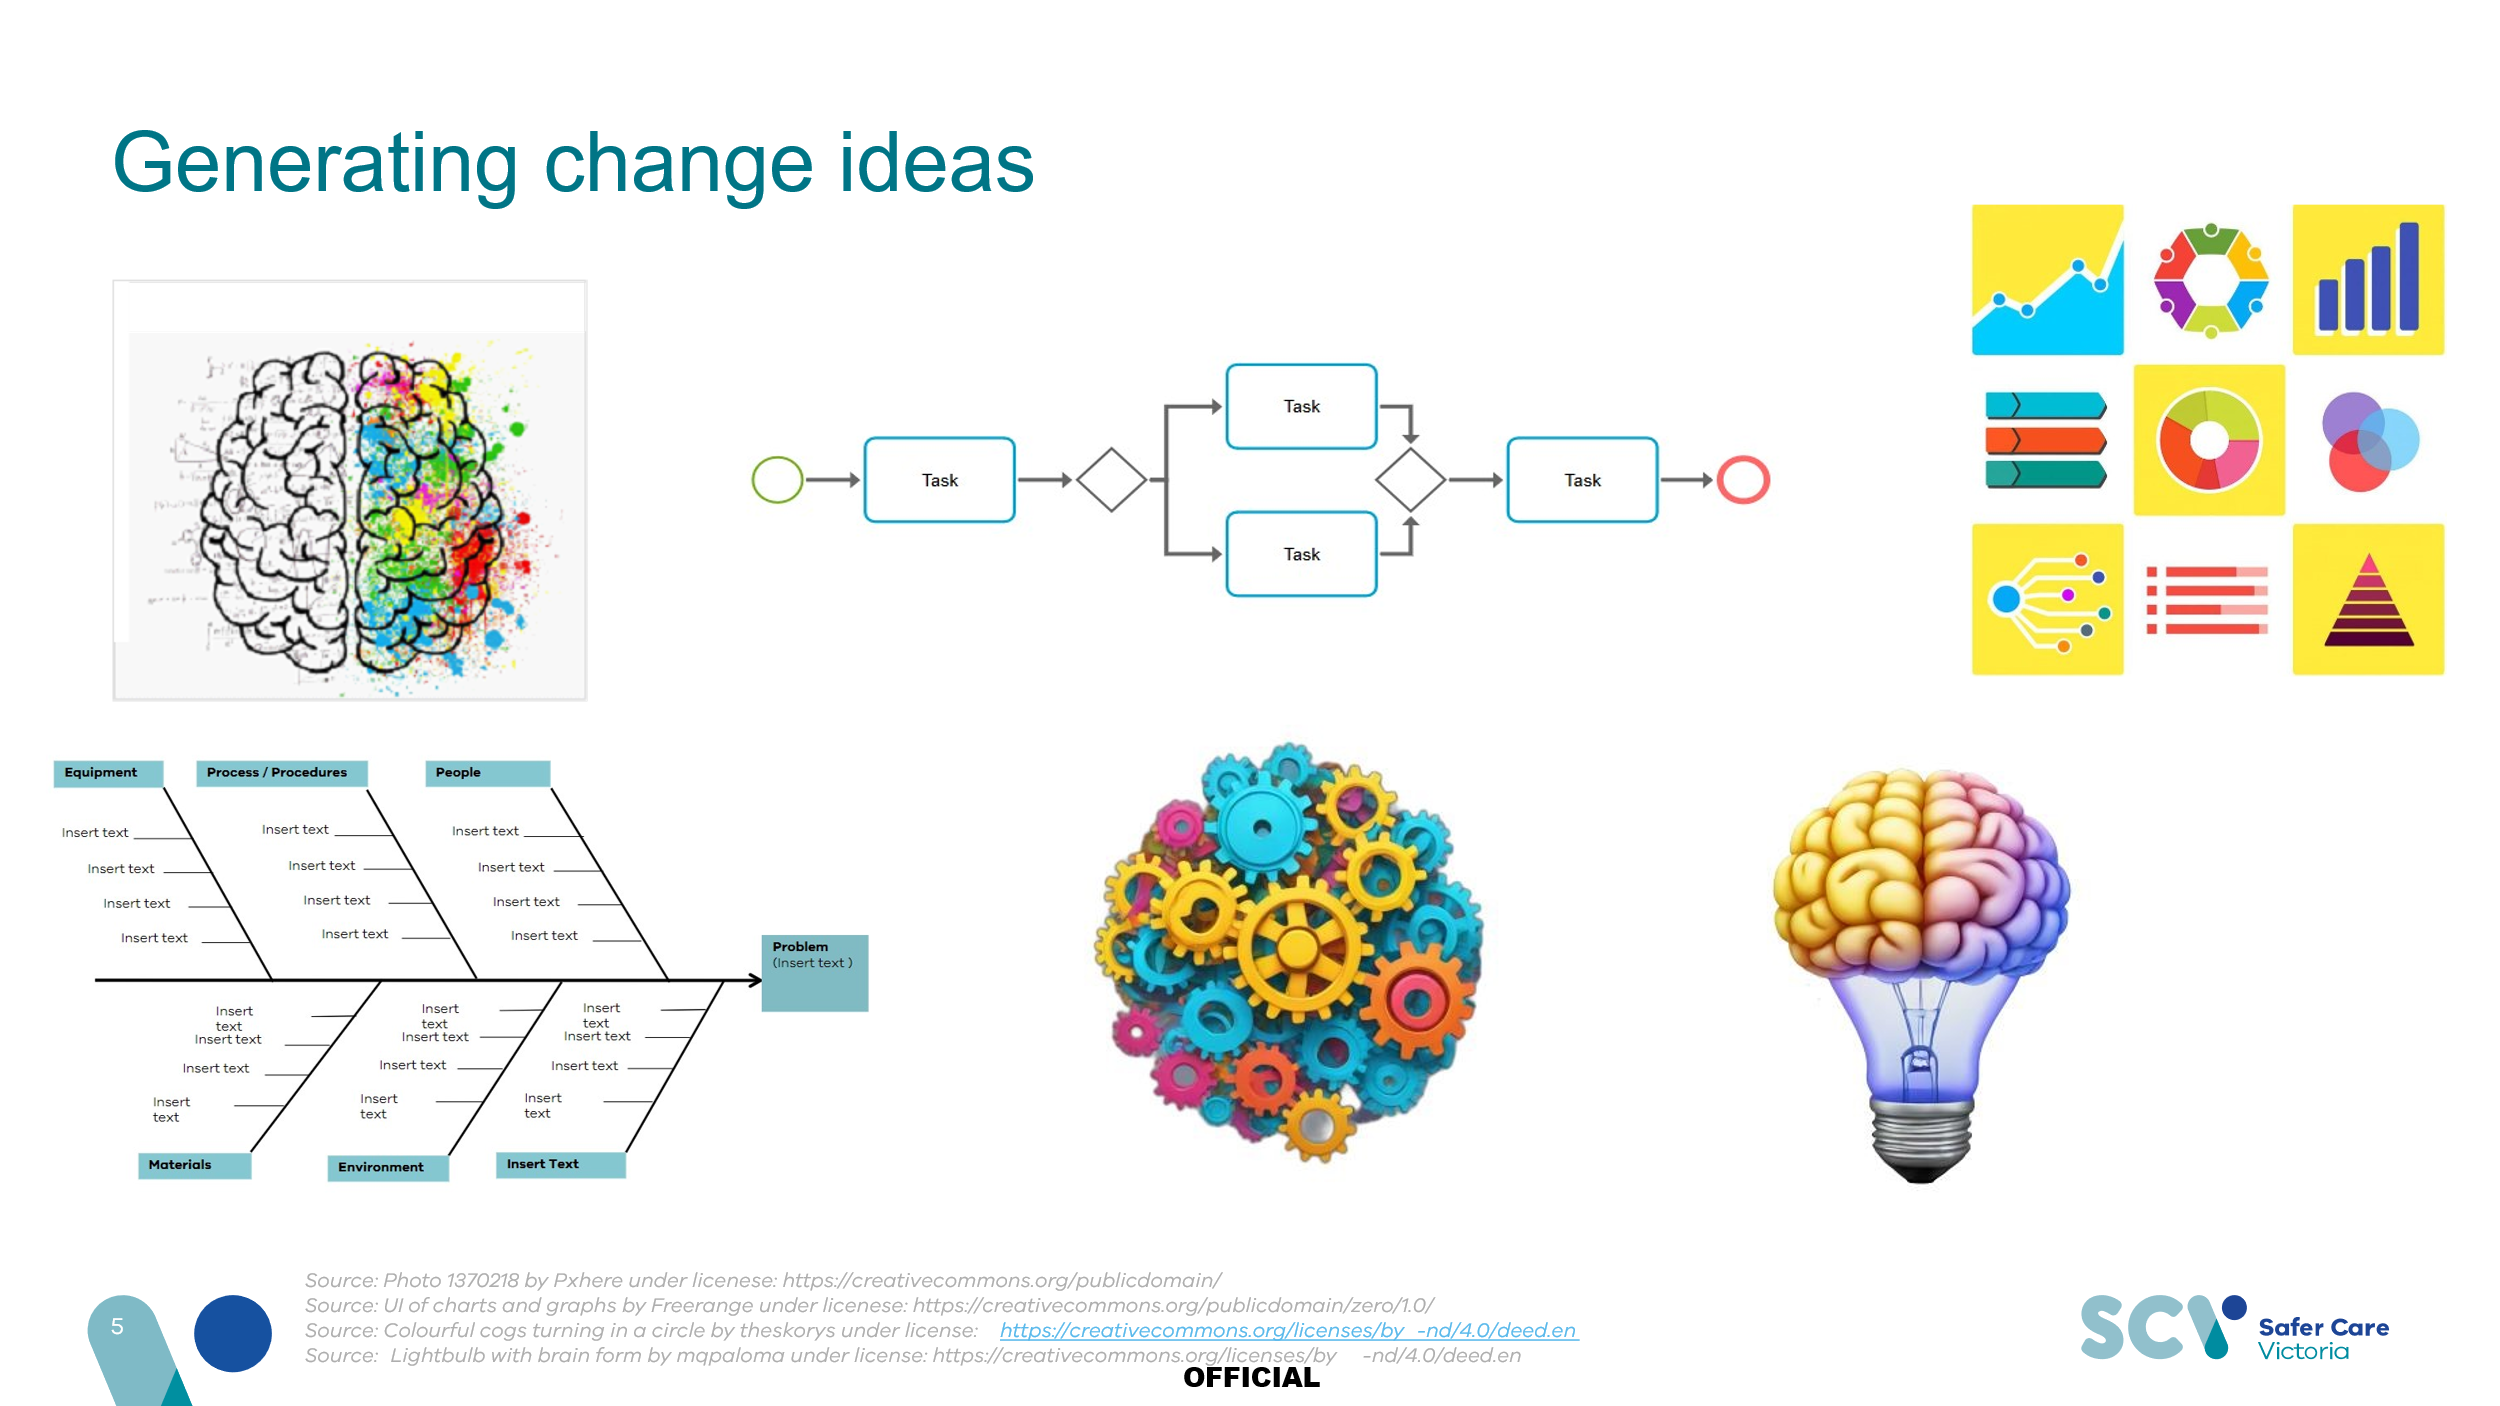 Generating change ideas
Task
Task
Task
Task
Equipment
Process / Procedures
People
Insert text
Insert text
Insert text
Insert text
Insert text
Insert text
Insert text
Insert text
Insert text
Insert text
Insert text
Insert text
Problem
(Insert text )
Insert
text
Insert text
Insert text
Insert
text
Insert
text
Insert text
Insert text
Insert
text
Insert
text
Insert text
Insert text
Insert
text
Materials
Environment
Insert Text
Source: Photo 1370218 by Pxhere under licenese: https://creativecommons.org/publicdomain/
Source: UI of charts and graphs by Freerange under licenese: https://creativecommons.org/publicdomain/zero/1.0/
Source: Colourful cogs turning in a circle by theskorys under license: https://creativecommons.org/licenses/by -nd/4.0/deed.en
Source: Lightbulb with brain form by mqpaloma under license: https://creativecommons.org/licenses/by -nd/4.0/deed.en
5
OFFICIAL
SCV
Safer Care
Victoria